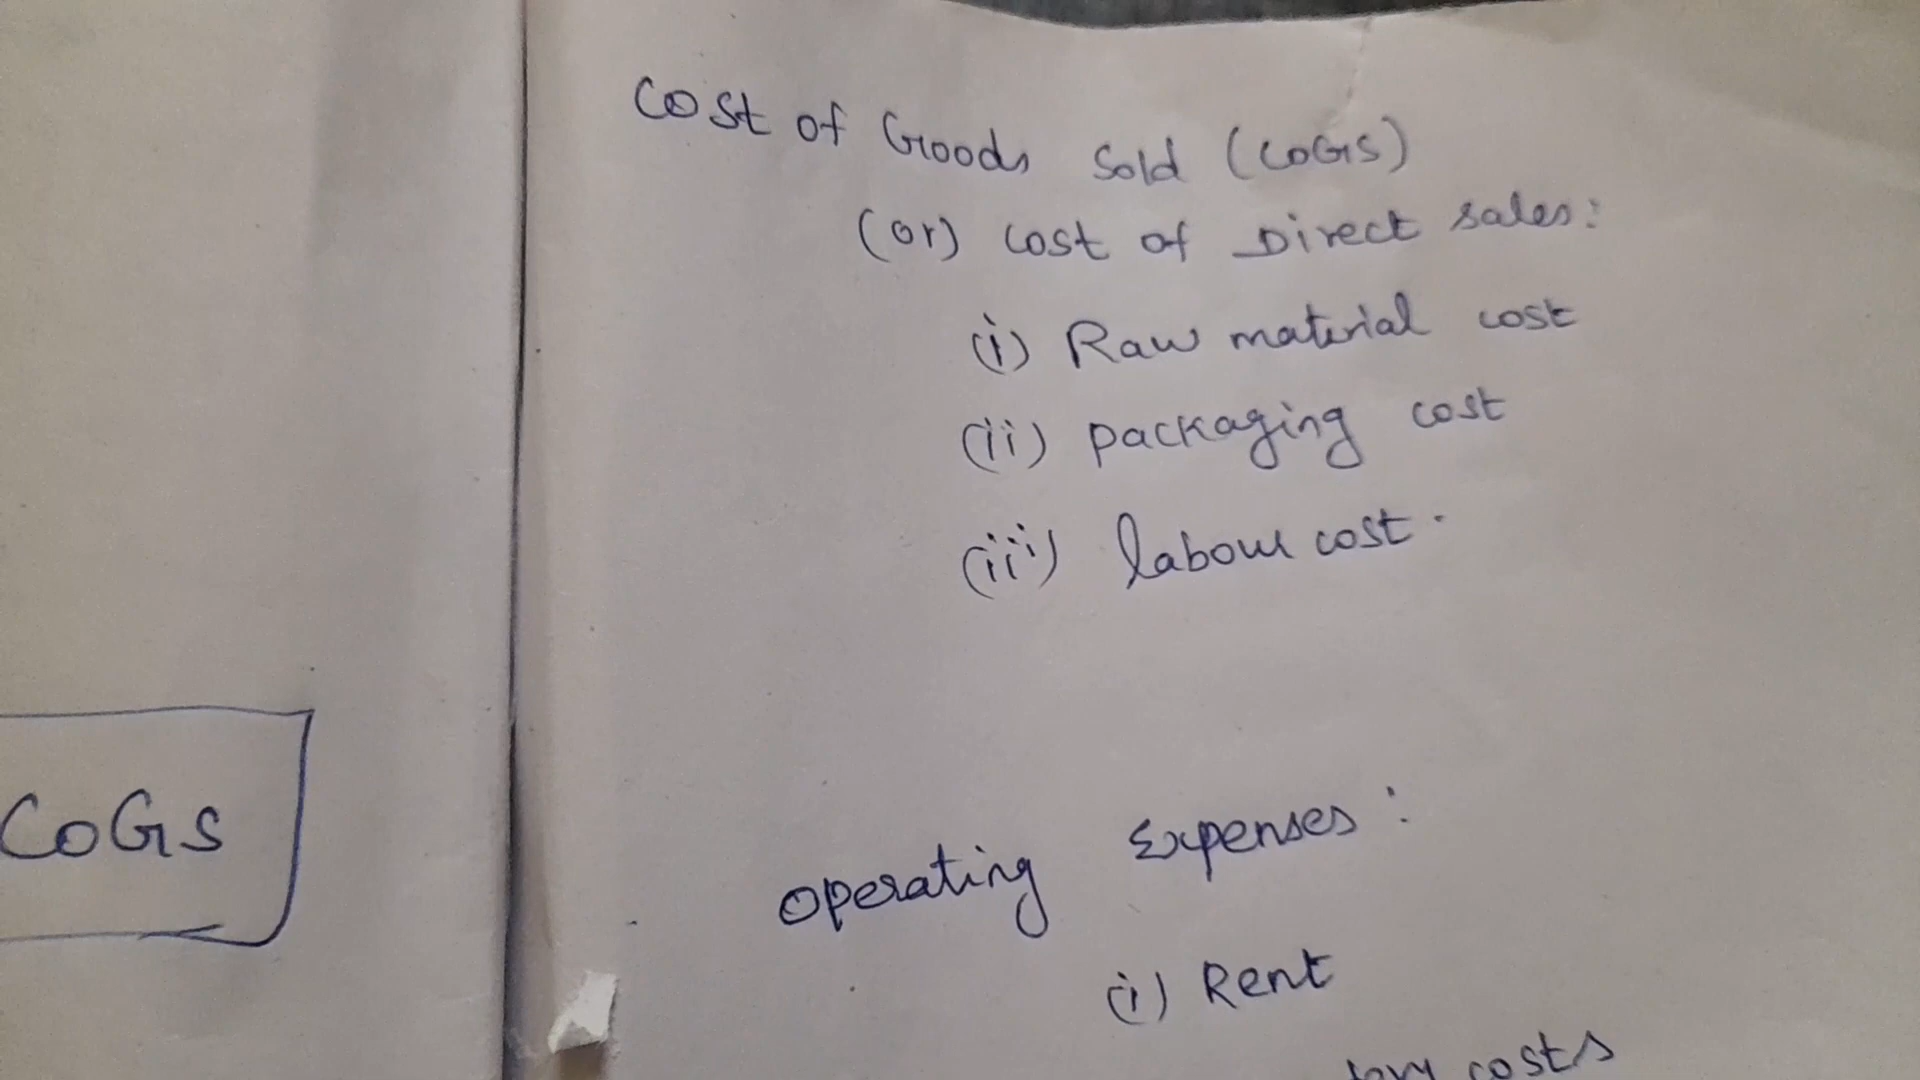 Cost of Goods Sold (COGS)
(or) cost of Direct sales:
(i) Raw material cost
(ii) packaging cost
(iii) labour cost.
COGS
operating Expenses:
(i) Rent
costs